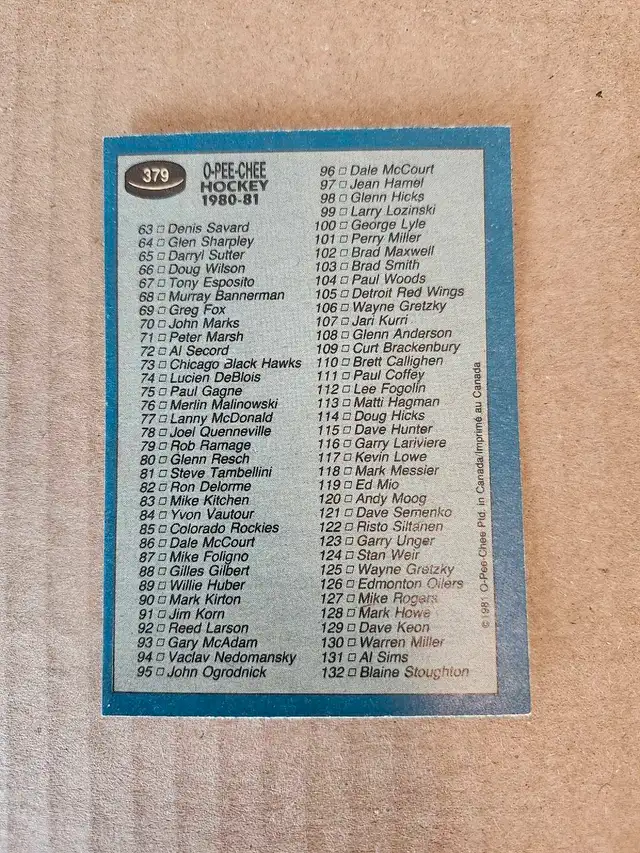 379
O-PEE-CHEE
HOCKEY
1980-81
63 □ Denis Savard
64 □ Glen Sharpley
65 □ Darryl Sutter
66 □ Doug Wilson
67 □ Tony Esposito
68 □ Murray Bannerman
69 □ Greg Fox
70 □ John Marks
71 □ Peter Marsh
72 □ Al Secord
73 □ Chicago Black Hawks
74 □ Lucien DeBlois
75 □ Paul Gagne
76 □ Merlin Malinowski
77 □ Lanny McDonald
78 □ Joel Quenneville
79 □ Rob Ramage
80 □ Glenn Resch
81 □ Steve Tambellini
82 □ Ron Delorme
83 □ Mike Kitchen
84 □ Yvon Vautour
85 □ Colorado Rockies
86 □ Dale McCourt
87 □ Mike Foligno
88 □ Gilles Gilbert
89 □ Willie Huber
90 □ Mark Kirton
91 □ Jim Korn
92 □ Reed Larson
93 □ Gary McAdam
94 □ Vaclav Nedomansky
95 □ John Ogrodnick
96 □ Dale McCourt
97 □ Jean Hamel
98 □ Glenn Hicks
99 □ Larry Lozinski
100 □ George Lyle
101 □ Perry Miller
102 □ Brad Maxwell
103 □ Brad Smith
104 □ Paul Woods
105 □ Detroit Red Wings
106 □ Wayne Gretzky
107 □ Jari Kurri
108 □ Glenn Anderson
109 □ Curt Brackenbury
110 □ Brett Callighen
111 □ Paul Coffey
112 □ Lee Fogolin
113 □ Matti Hagman
114 □ Doug Hicks
115 □ Dave Hunter
116 □ Garry Lariviere
117 □ Kevin Lowe
118 □ Mark Messier
119 □ Ed Mio
120 □ Andy Moog
121 □ Dave Semenko
122 □ Risto Siltanen
123 □ Garry Unger
124 □ Stan Weir
125 □ Wayne Gretzky
126 □ Edmonton Oilers
127 □ Mike Rogers
128 □ Mark Howe
129 □ Dave Keon
130 □ Warren Miller
131 □ Al Sims
132 □ Blaine Stoughton
© 1981 O-Pee-Chee Ptd. in Canada/Imprimé au Canada